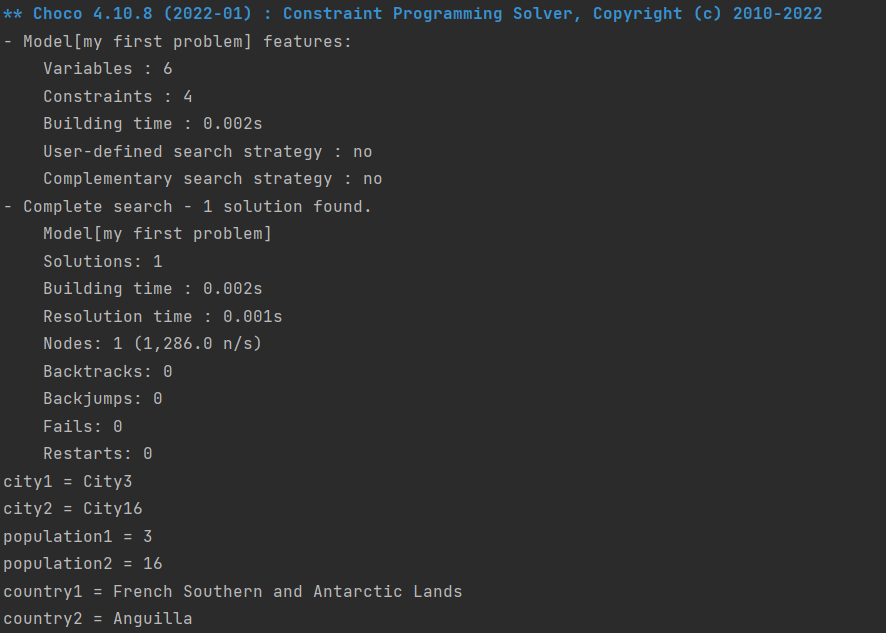 ** Choco 4.10.8 (2022-01) : Constraint Programming Solver, Copyright (c) 2010-2022
- Model[my first problem] features:
Variables : 6
Constraints : 4
Building time : 0.002s
User-defined search strategy : no
Complementary search strategy : no
- Complete search - 1 solution found.
Model[my first problem]
Solutions: 1
Building time : 0.002s
Resolution time : 0.001s
Nodes: 1 (1,286.0 n/s)
Backtracks: 0
Backjumps: 0
Fails: 0
Restarts: 0
city1 = City3
city2 = City16
population1 = 3
population2 = 16
country1 = French Southern and Antarctic Lands
country2 = Anguilla